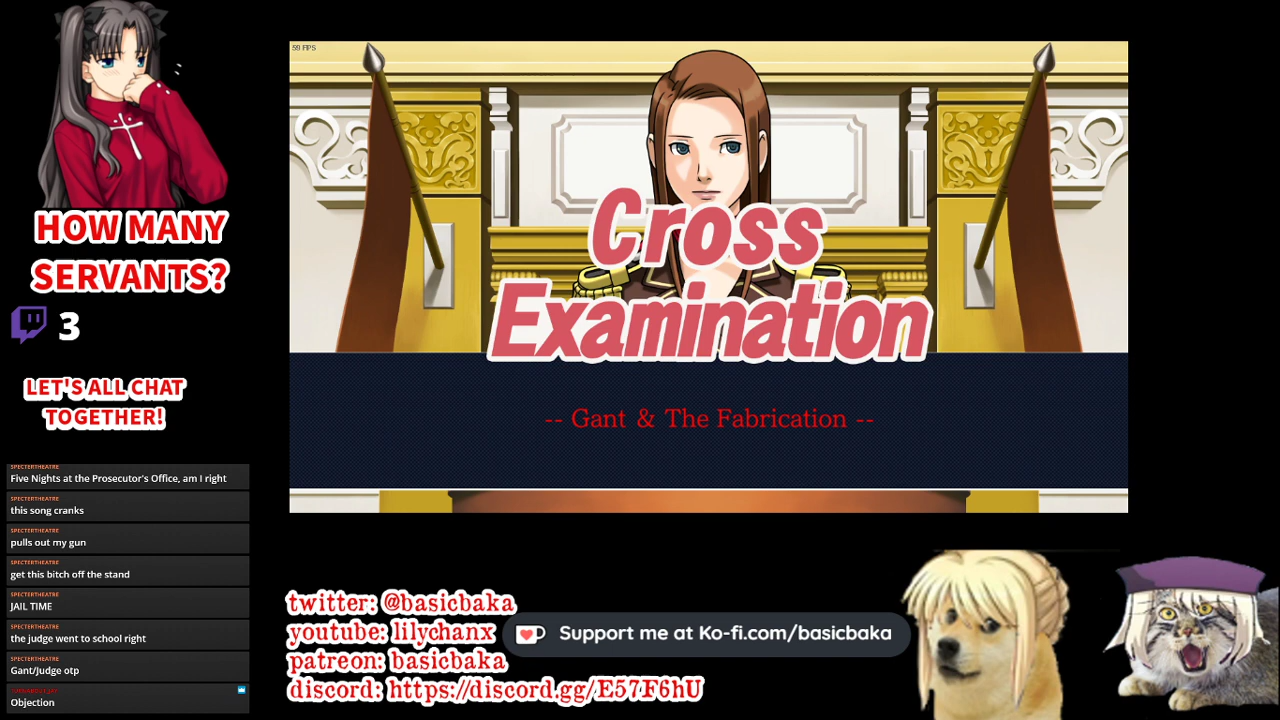 59 FPS
Cross
Examination
-- Gant & The Fabrication --
HOW MANY
SERVANTS?
3
LET'S ALL CHAT
TOGETHER!
SPECTERTHEATRE
Five Nights at the Prosecutor's Office, am I right
SPECTERTHEATRE
this song cranks
SPECTERTHEATRE
pulls out my gun
SPECTERTHEATRE
get this bitch off the stand
SPECTERTHEATRE
JAIL TIME
SPECTERTHEATRE
the judge went to school right
SPECTERTHEATRE
Gant/Judge otp
Objection
twitter: @basicbaka
youtube: lilychanx
patreon: basicbaka
discord: https://discord.gg/E57F6hU
Support me at Ko-fi.com/basicbaka